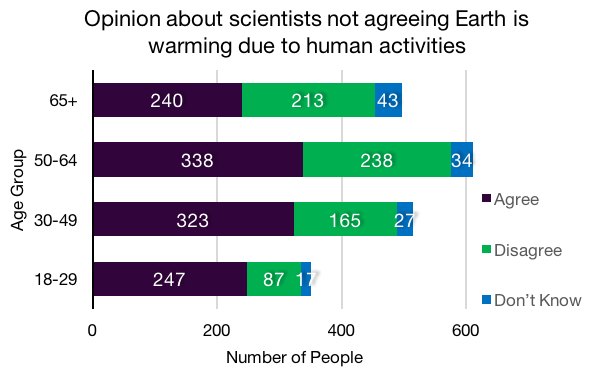 Opinion about scientists not agreeing Earth is
warming due to human activities
65+
240 213 43
50-64
338 238 34
30-49
323 165 27
18-29
247 87 17
Age Group
0 200 400 600
Number of People
Agree
Disagree
Don't Know